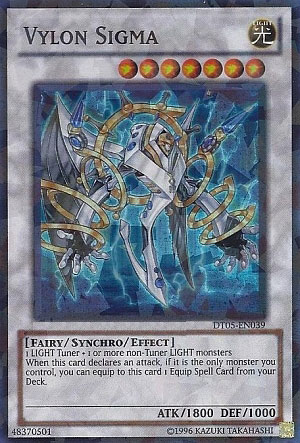 Vylon Sigma
LIGHT
光
DT05-EN039
[Fairy/Synchro/Effect]
1 LIGHT Tuner + 1 or more non-Tuner LIGHT monsters
When this card declares an attack, if it is the only monster you
control, you can equip to this card 1 Equip Spell Card from
your Deck.
ATK/1800 DEF/1000
48370501
©1996 KAZUKI TAKAHASHI